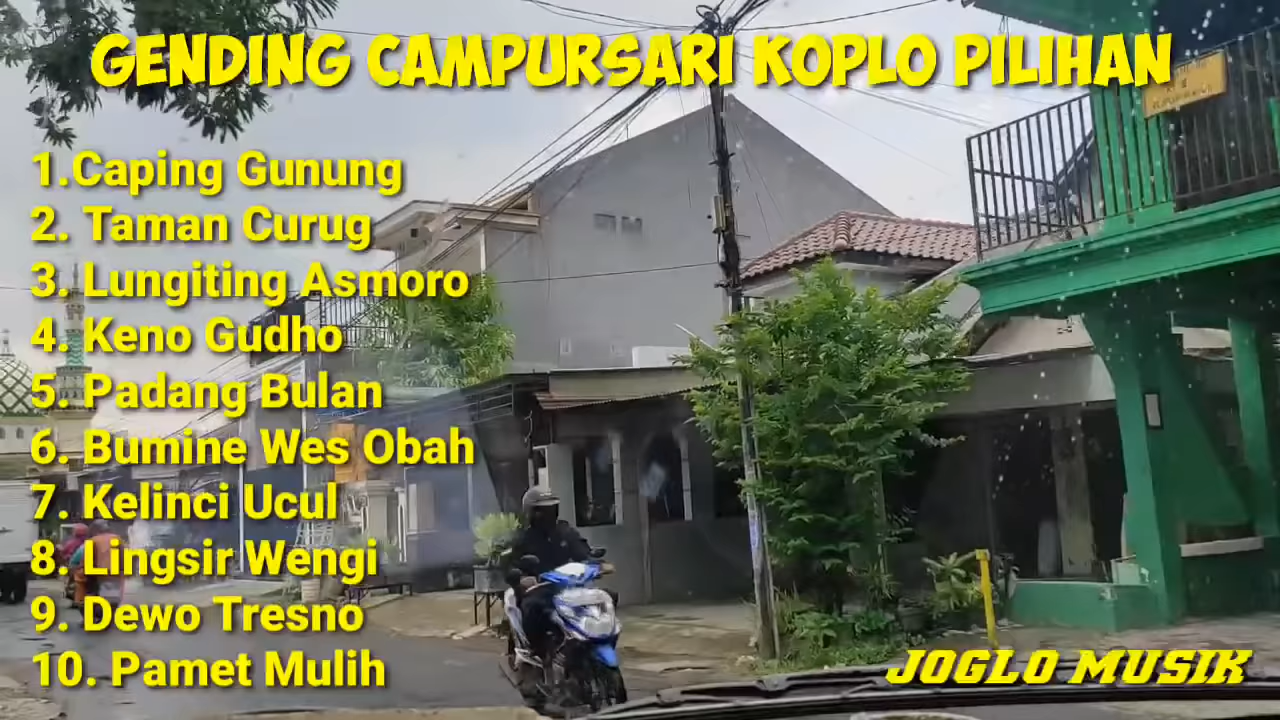 GENDING CAMPURSARI KOPLO PILIHAN
1.Caping Gunung
2. Taman Curug
3. Lungiting Asmoro
4. Keno Gudho
5. Padang Bulan
6. Bumine Wes Obah
7. Kelinci Ucul
8. Lingsir Wengi
9. Dewo Tresno
10. Pamet Mulih
JOGLO MUSIK